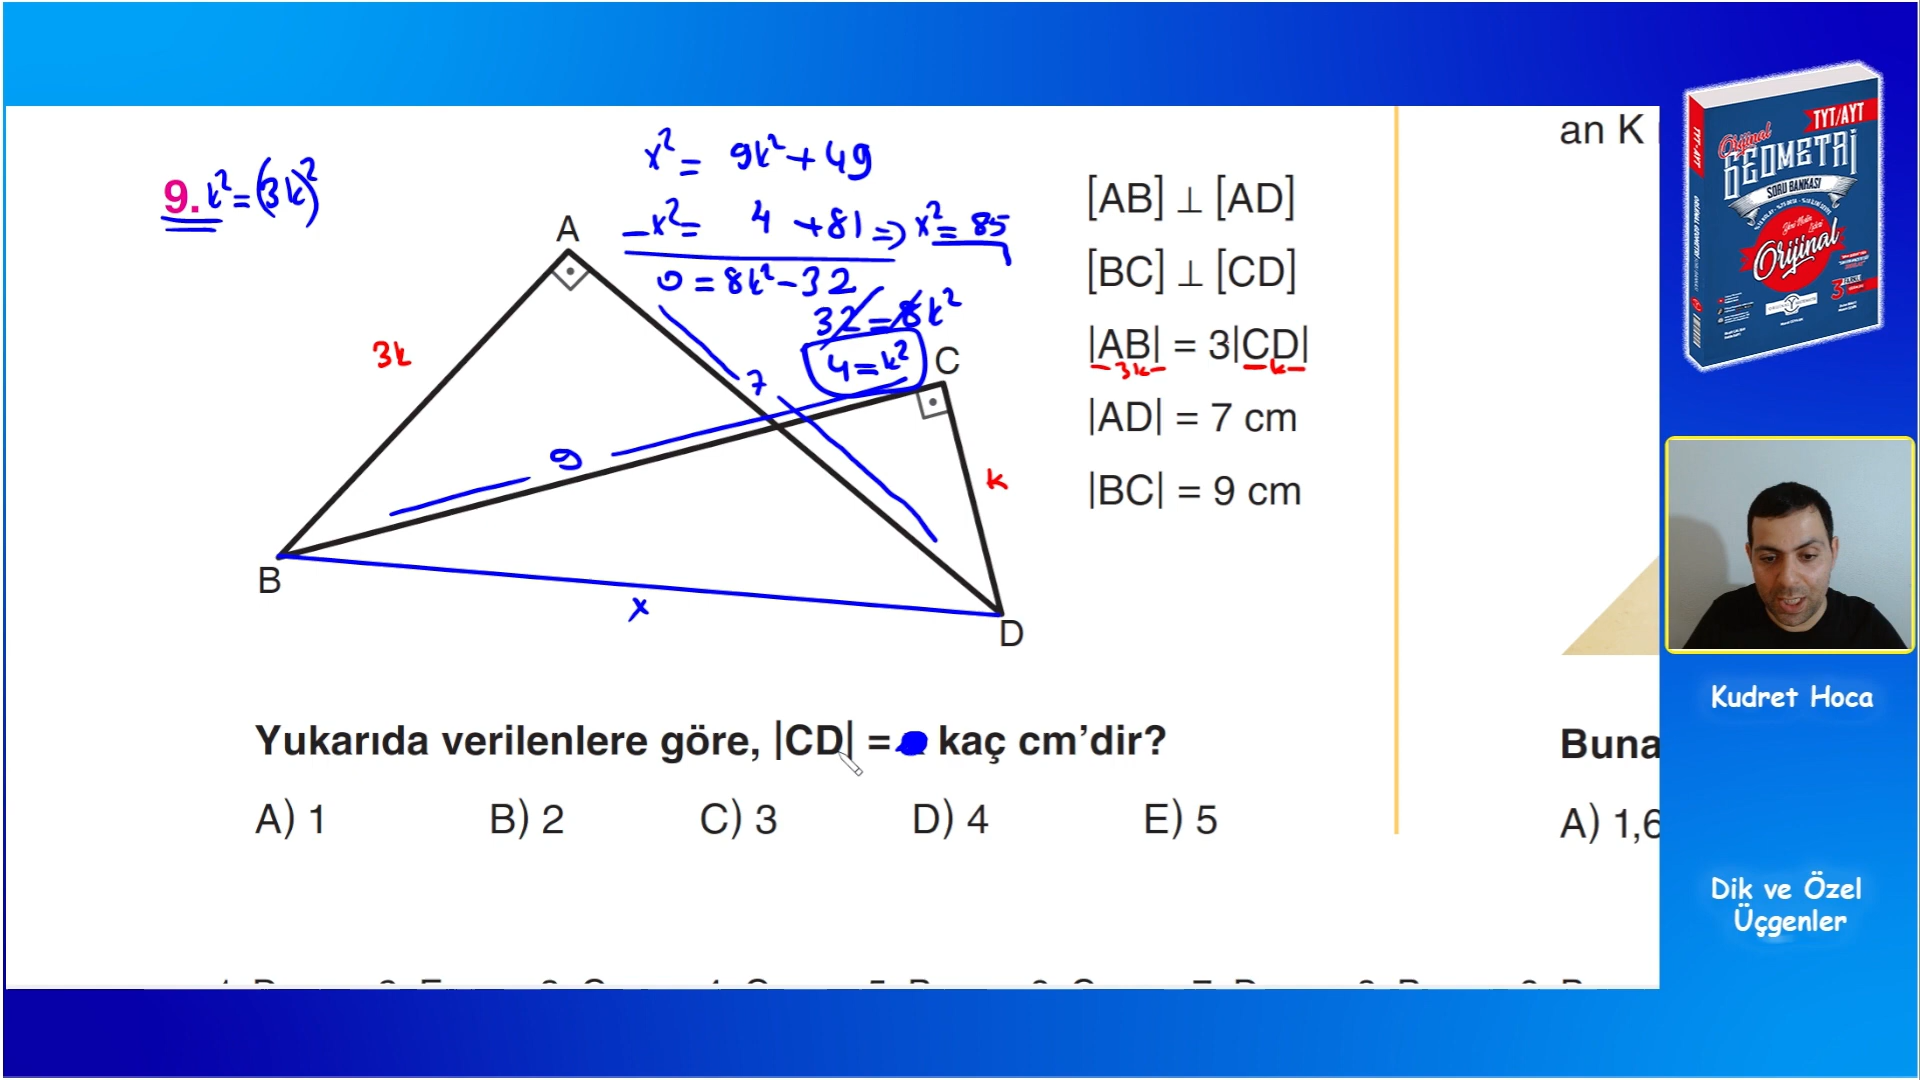 9. k² = (3k)²
x² = 9k² + 49
-x² = 4 + 81 => x² = 85
0 = 8k² - 32
32 = 8k²
4 = k²
A
3k
7
C
9
k
B
x
D
[AB] ⊥ [AD]
[BC] ⊥ [CD]
|AB| = 3|CD|
3k k
|AD| = 7 cm
|BC| = 9 cm
Yukarıda verilenlere göre, |CD| = kaç cm'dir?
A) 1 B) 2 C) 3 D) 4 E) 5
an K
Buna
A) 1,6
TYT/AYT
Orijinal
GEOMETRİ
SORU BANKASI
Orijinal
Kudret Hoca
Dik ve Özel
Üçgenler